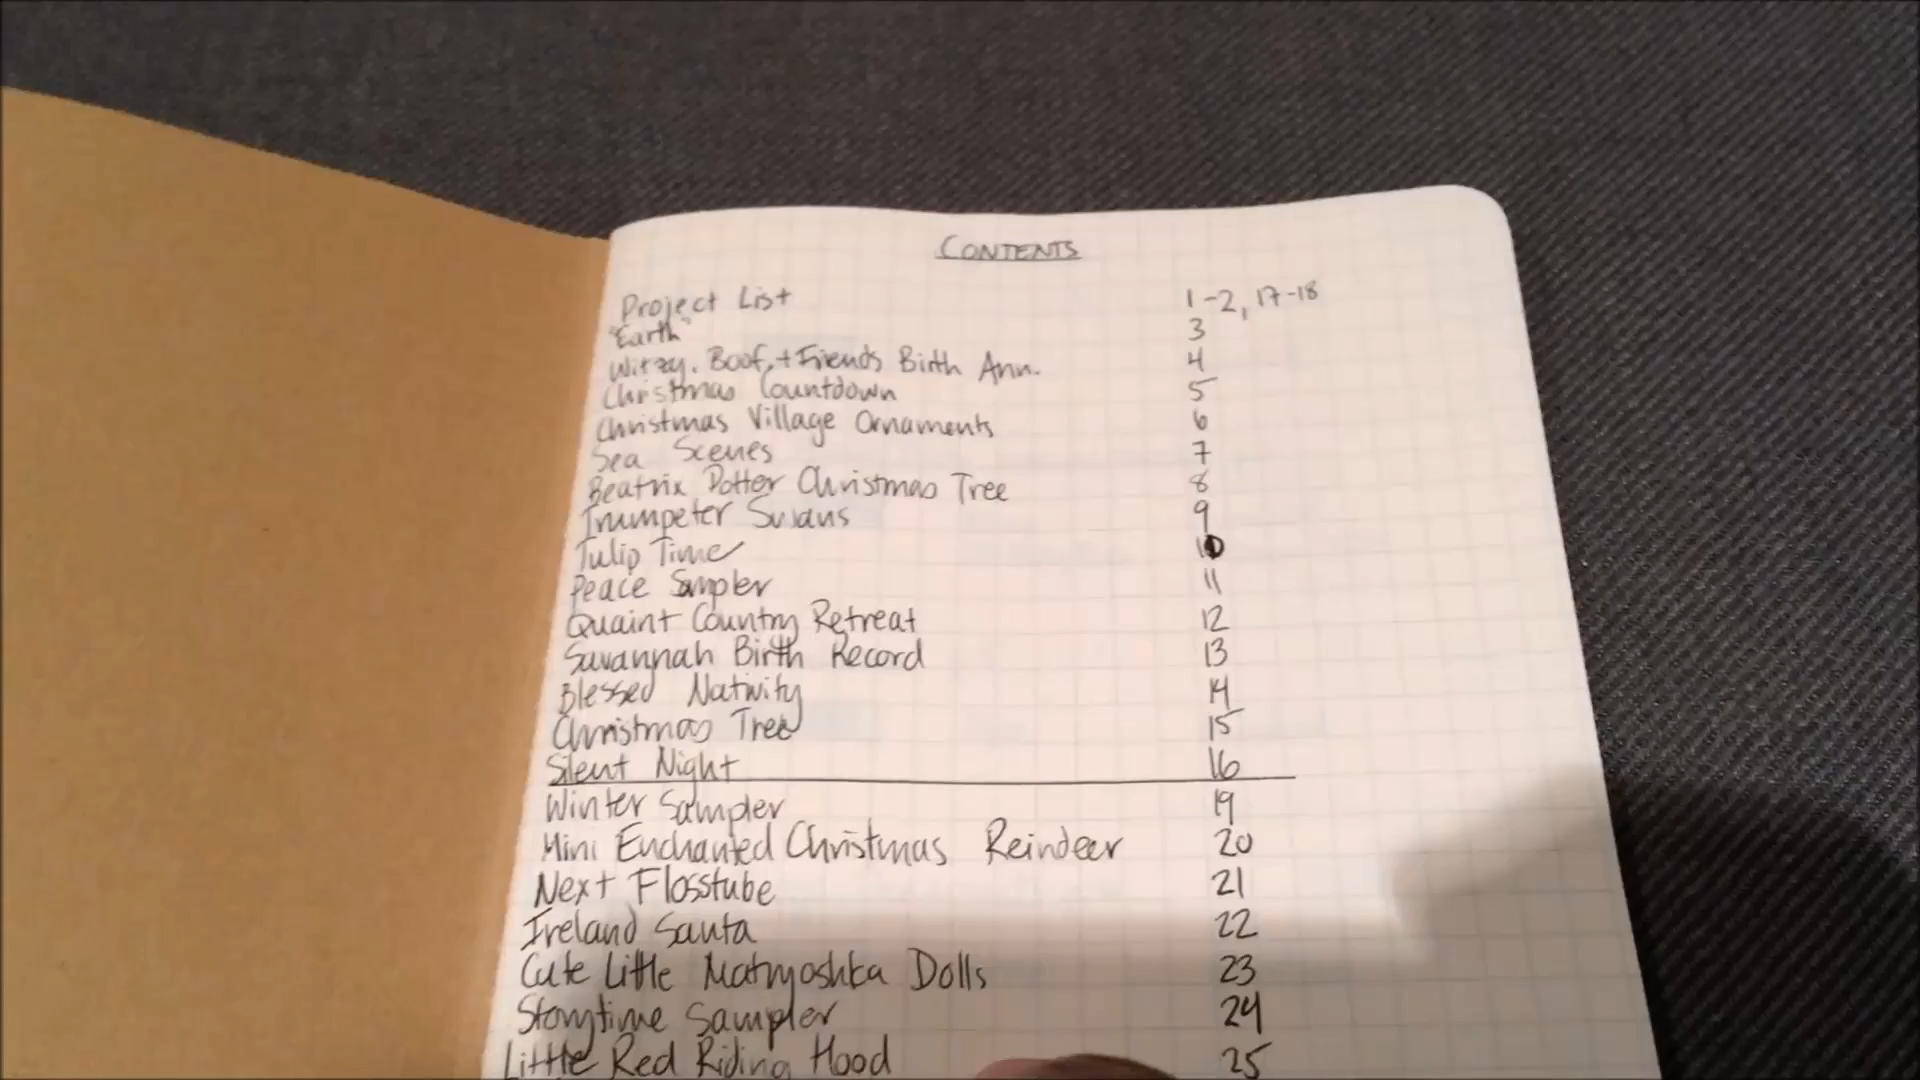 CONTENTS
Project List 1-2, 17-18
"Earth" 3
Witzy, Boof, + Friends Birth Ann. 4
Christmas Countdown 5
Christmas Village Ornaments 6
Sea Scenes 7
Beatrix Potter Christmas Tree 8
Trumpeter Swans 9
Tulip Time 10
Peace Sampler 11
Quaint Country Retreat 12
Savannah Birth Record 13
Blessed Nativity 14
Christmas Tree 15
Silent Night 16
Winter Sampler 19
Mini Enchanted Christmas Reindeer 20
Next Flosstube 21
Ireland Santa 22
Cute Little Matryoshka Dolls 23
Storytime Sampler 24
Little Red Riding Hood 25